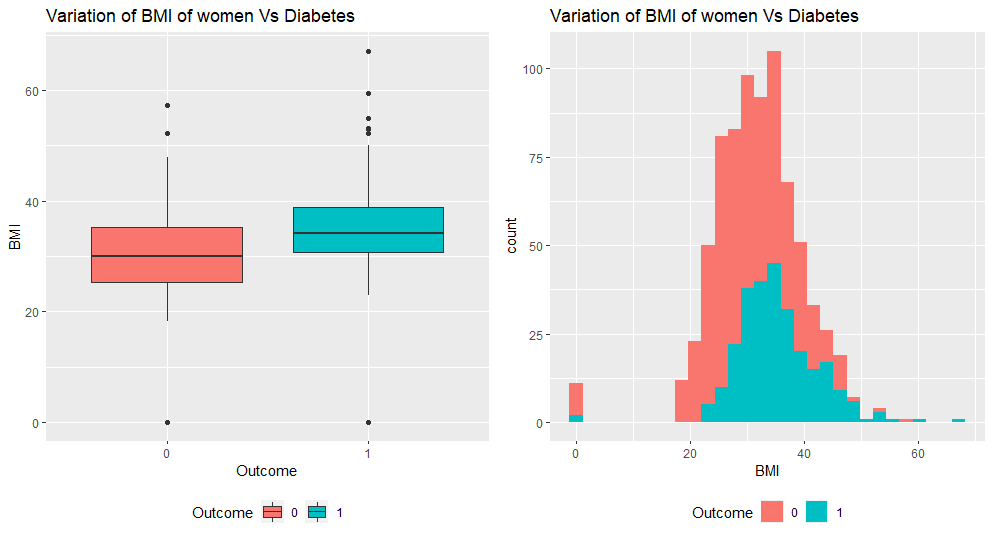 Variation of BMI of women Vs Diabetes
BMI
60
40
20
0
0 1
Outcome
Outcome 0 1
Variation of BMI of women Vs Diabetes
count
100
75
50
25
0
0 20 40 60
BMI
Outcome 0 1